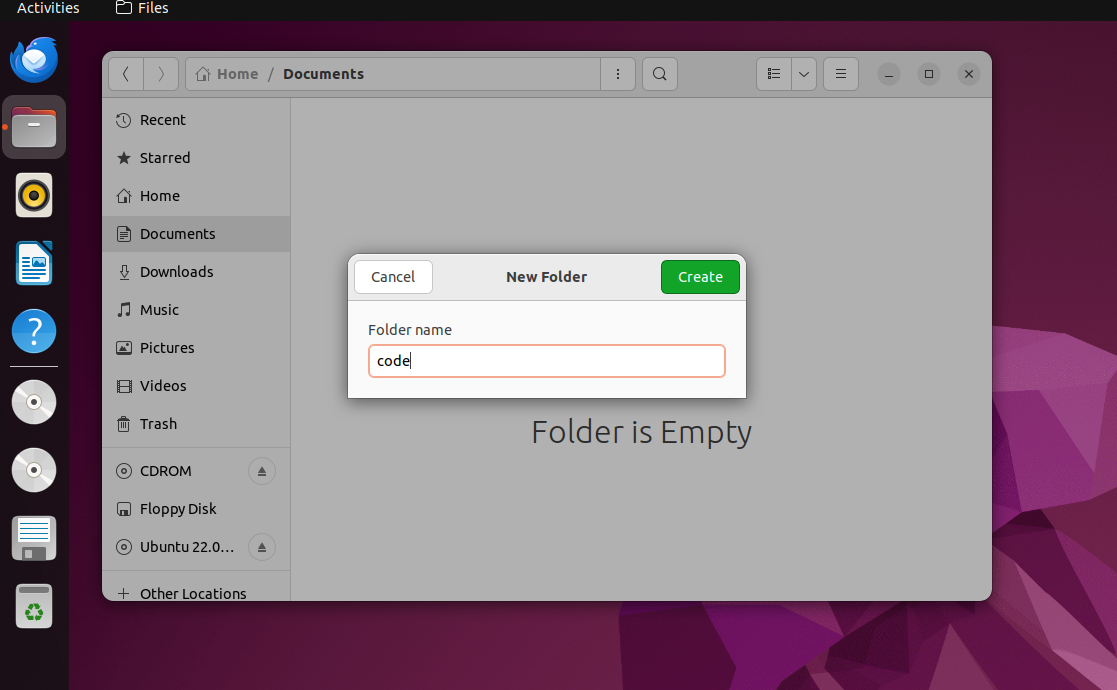 Activities Files
Home / Documents
Recent
Starred
Home
Documents
Downloads
Music
Pictures
Videos
Trash
CDROM
Floppy Disk
Ubuntu 22.0...
Other Locations
Cancel New Folder Create
Folder name
code
Folder is Empty